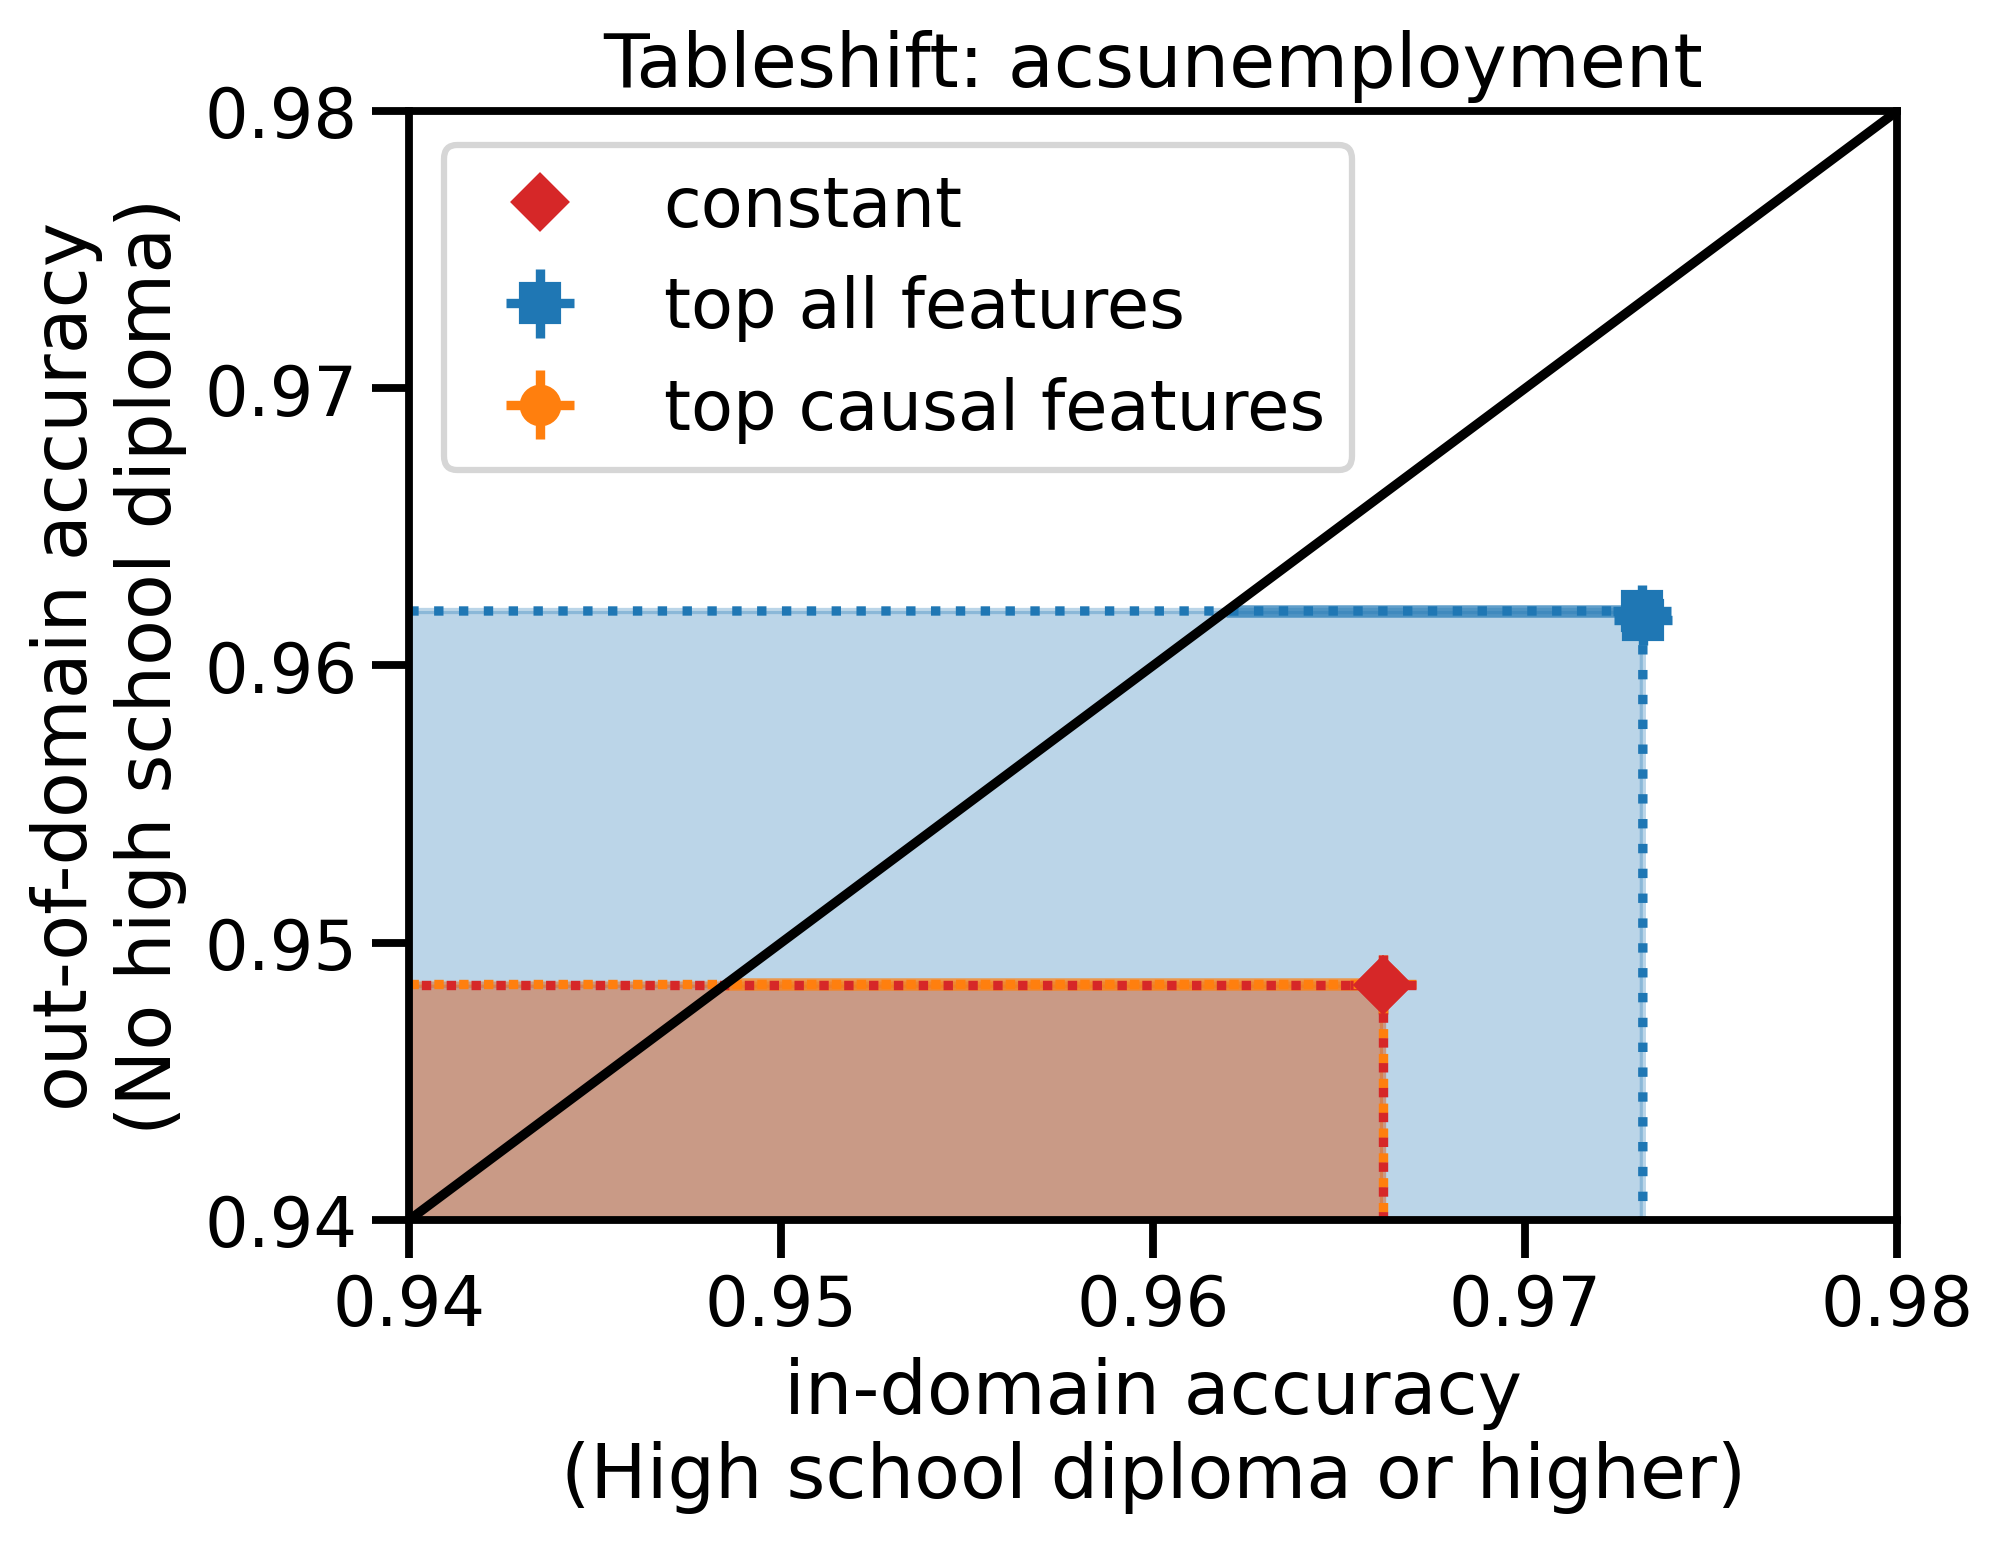 Tableshift: acsunemployment
constant
top all features
top causal features
out-of-domain accuracy
(No high school diploma)
0.98
0.97
0.96
0.95
0.94
0.94 0.95 0.96 0.97 0.98
in-domain accuracy
(High school diploma or higher)